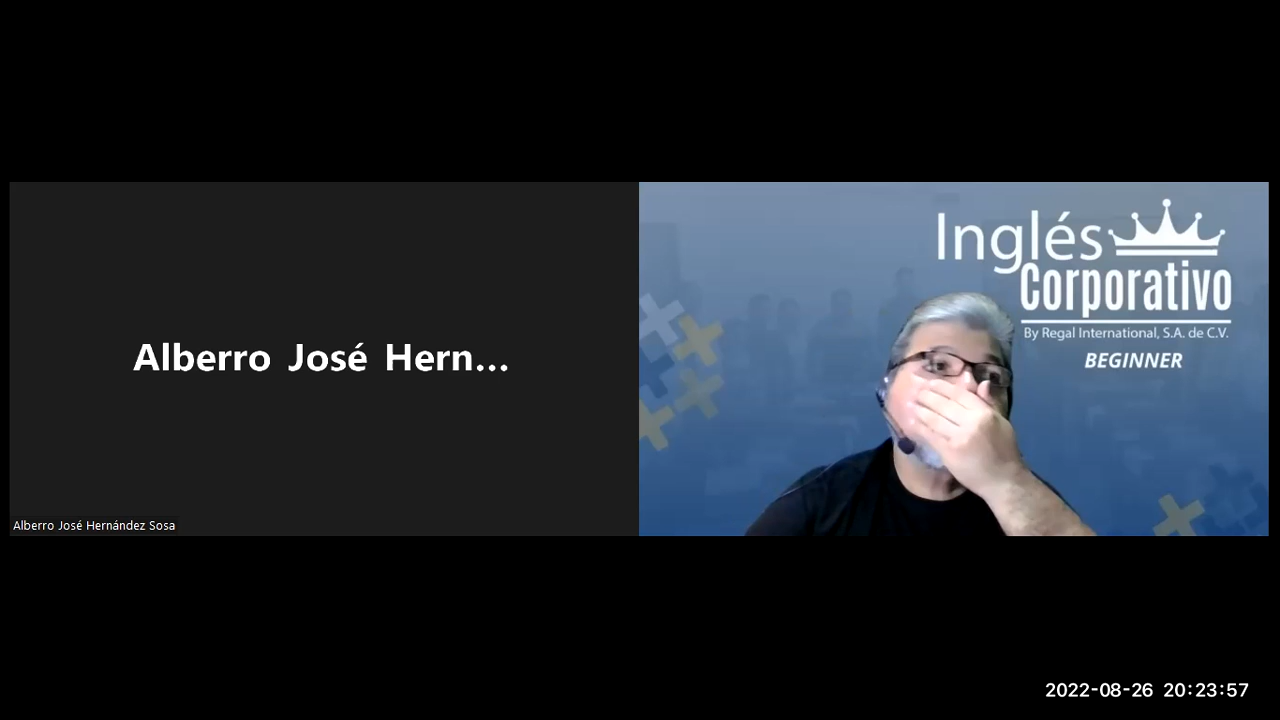 Alberro José Hern...
Alberro José Hernández Sosa
Inglés
Corporativo
By Regal International, S.A. de C.V.
BEGINNER
2022-08-26 20:23:57